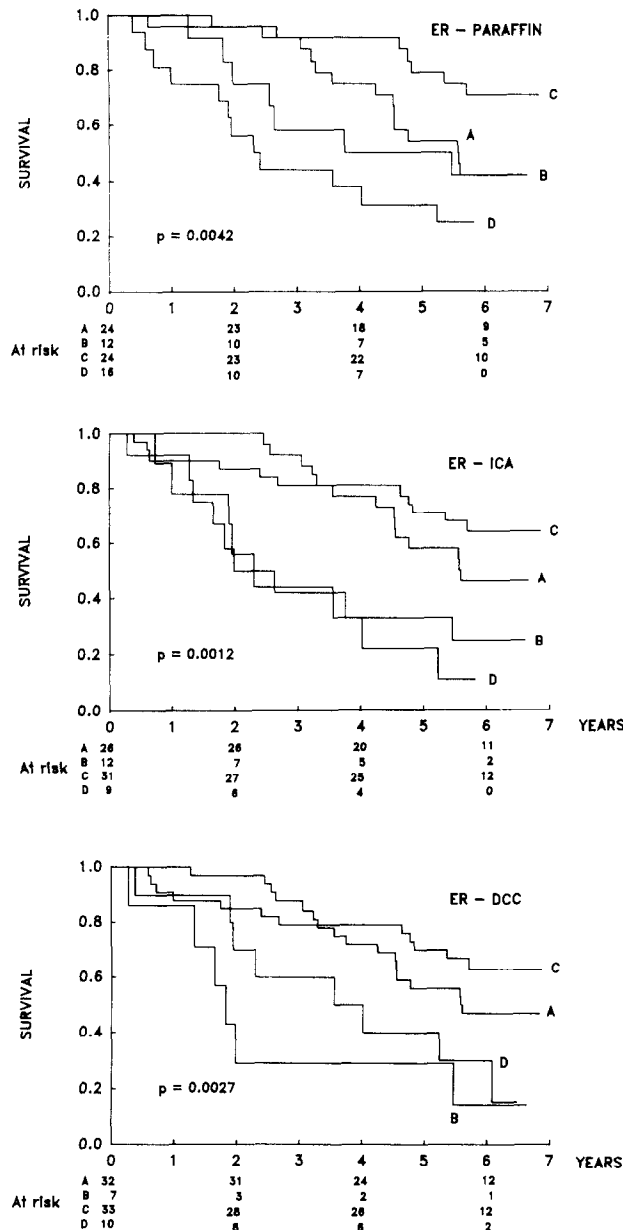 ER – PARAFFIN
SURVIVAL
1.0
0.8
0.6
0.4
0.2
0.0
C
A
B
D
p = 0.0042
0 1 2 3 4 5 6 7
At risk
A 24 23 18 9
B 12 10 7 5
C 24 23 22 10
D 16 10 7 0
ER – ICA
SURVIVAL
1.0
0.8
0.6
0.4
0.2
0.0
C
A
B
D
p = 0.0012
0 1 2 3 4 5 6 7 YEARS
At risk
A 26 26 20 11
B 12 7 5 2
C 31 27 25 12
D 9 6 4 0
ER – DCC
SURVIVAL
1.0
0.8
0.6
0.4
0.2
0.0
C
A
D
B
p = 0.0027
0 1 2 3 4 5 6 7 YEARS
At risk
A 32 31 24 12
B 7 3 2 1
C 33 28 26 12
D 10 8 6 2